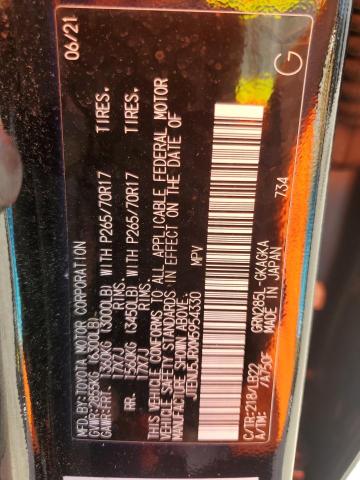 MFD. BY: TOYOTA MOTOR CORPORATION 06/21
GVWR: 2855KG (6300LB)
GAWR: FRT. 1360KG (3000LB) WITH P265/70R17 TIRES,
17X7J RIMS,
RR. 1560KG (3450LB) WITH P265/70R17 TIRES,
17X7J RIMS,
THIS VEHICLE CONFORMS TO ALL APPLICABLE FEDERAL MOTOR
VEHICLE SAFETY STANDARDS IN EFFECT ON THE DATE OF
MANUFACTURE SHOWN ABOVE.
JTENU5JR3M5954330 MPV
G
C/TR:218/LB22 GRN285L-GKAGKA 734
A/TM: /A750F MADE IN JAPAN